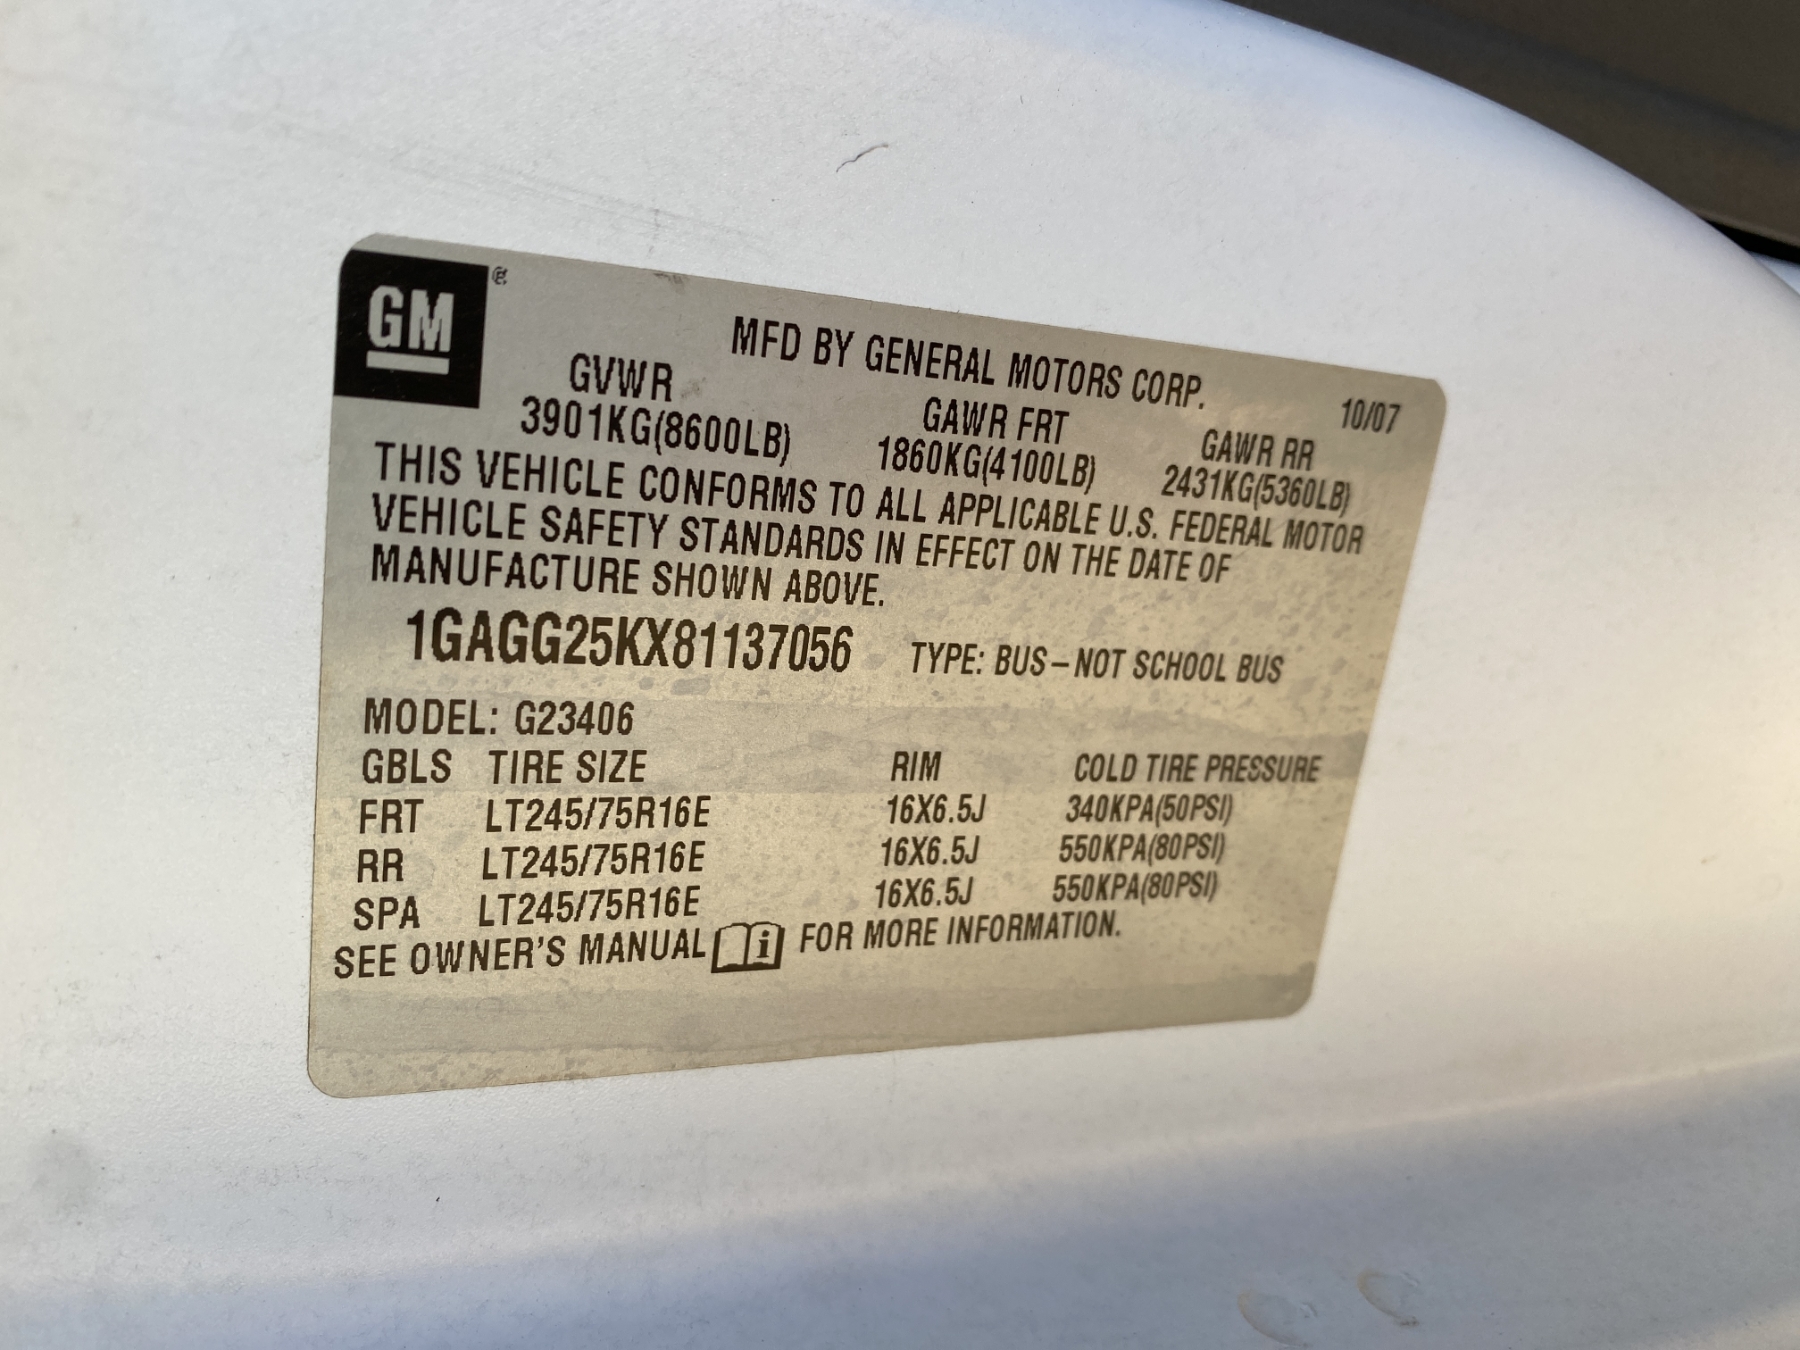 GM
MFD BY GENERAL MOTORS CORP.
10/07
GVWR GAWR FRT GAWR RR
3901KG(8600LB) 1860KG(4100LB) 2431KG(5360LB)
THIS VEHICLE CONFORMS TO ALL APPLICABLE U.S. FEDERAL MOTOR
VEHICLE SAFETY STANDARDS IN EFFECT ON THE DATE OF
MANUFACTURE SHOWN ABOVE.
1GAGG25KX81137056 TYPE: BUS–NOT SCHOOL BUS
MODEL: G23406
GBLS TIRE SIZE RIM COLD TIRE PRESSURE
FRT LT245/75R16E 16X6.5J 340KPA(50PSI)
RR LT245/75R16E 16X6.5J 550KPA(80PSI)
SPA LT245/75R16E 16X6.5J 550KPA(80PSI)
SEE OWNER'S MANUAL i FOR MORE INFORMATION.